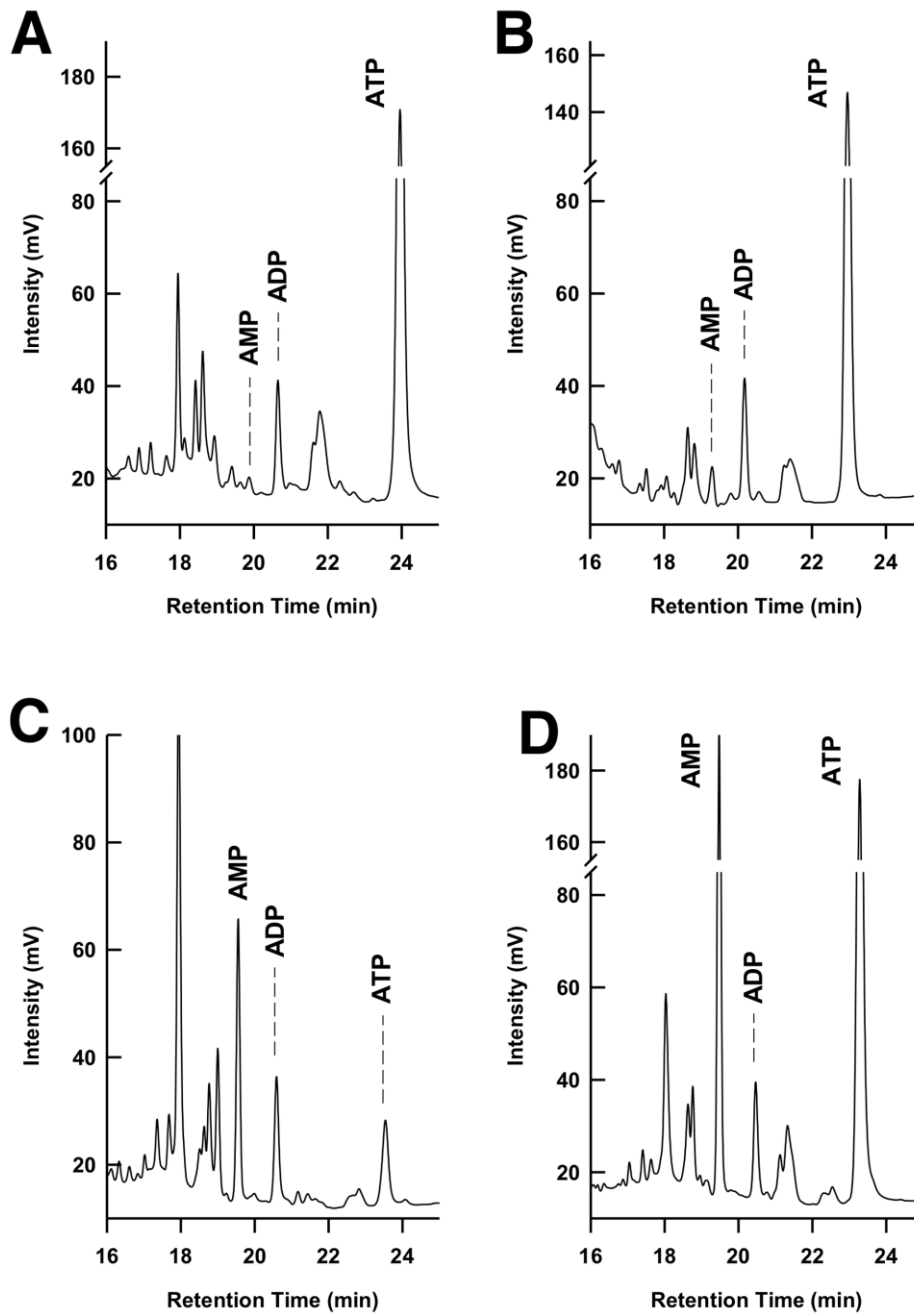 A
180
160
80
60
40
20
Intensity (mV)
AMP
ADP
ATP
16 18 20 22 24
Retention Time (min)
B
160
140
80
60
40
20
Intensity (mV)
AMP
ADP
ATP
16 18 20 22 24
Retention Time (min)
C
100
80
60
40
20
Intensity (mV)
AMP
ADP
ATP
16 18 20 22 24
Retention Time (min)
D
180
160
80
60
40
20
Intensity (mV)
AMP
ADP
ATP
16 18 20 22 24
Retention Time (min)